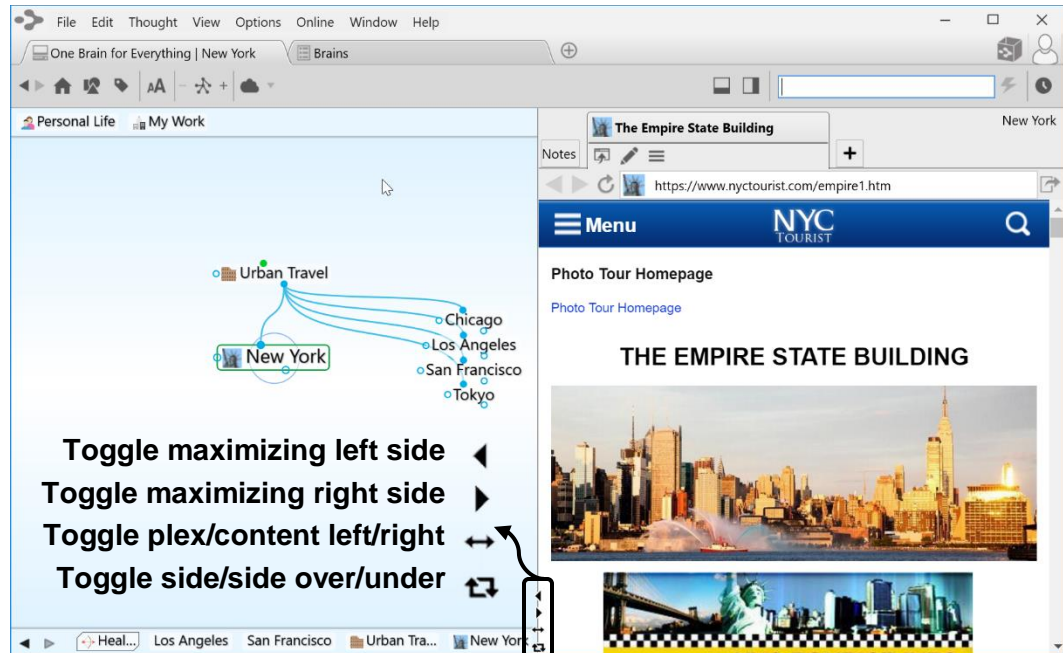 File Edit Thought View Options Online Window Help
One Brain for Everything | New York Brains
AA
Personal Life My Work
The Empire State Building New York
Notes
https://www.nyctourist.com/empire1.htm
Menu NYC TOURIST
Photo Tour Homepage
Photo Tour Homepage
THE EMPIRE STATE BUILDING
Urban Travel
Chicago
New York
Los Angeles
San Francisco
Tokyo
Toggle maximizing left side
Toggle maximizing right side
Toggle plex/content left/right
Toggle side/side over/under
Heal... Los Angeles San Francisco Urban Tra... New York